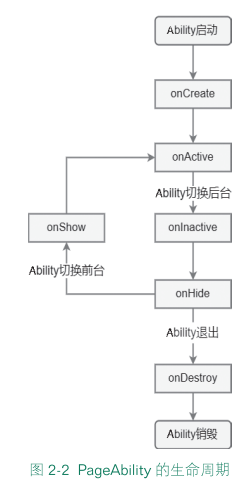 Ability启动
onCreate
onActive
Ability切换后台
onShow
onInactive
Ability切换前台
onHide
Ability退出
onDestroy
Ability销毁
图 2-2 PageAbility 的生命周期